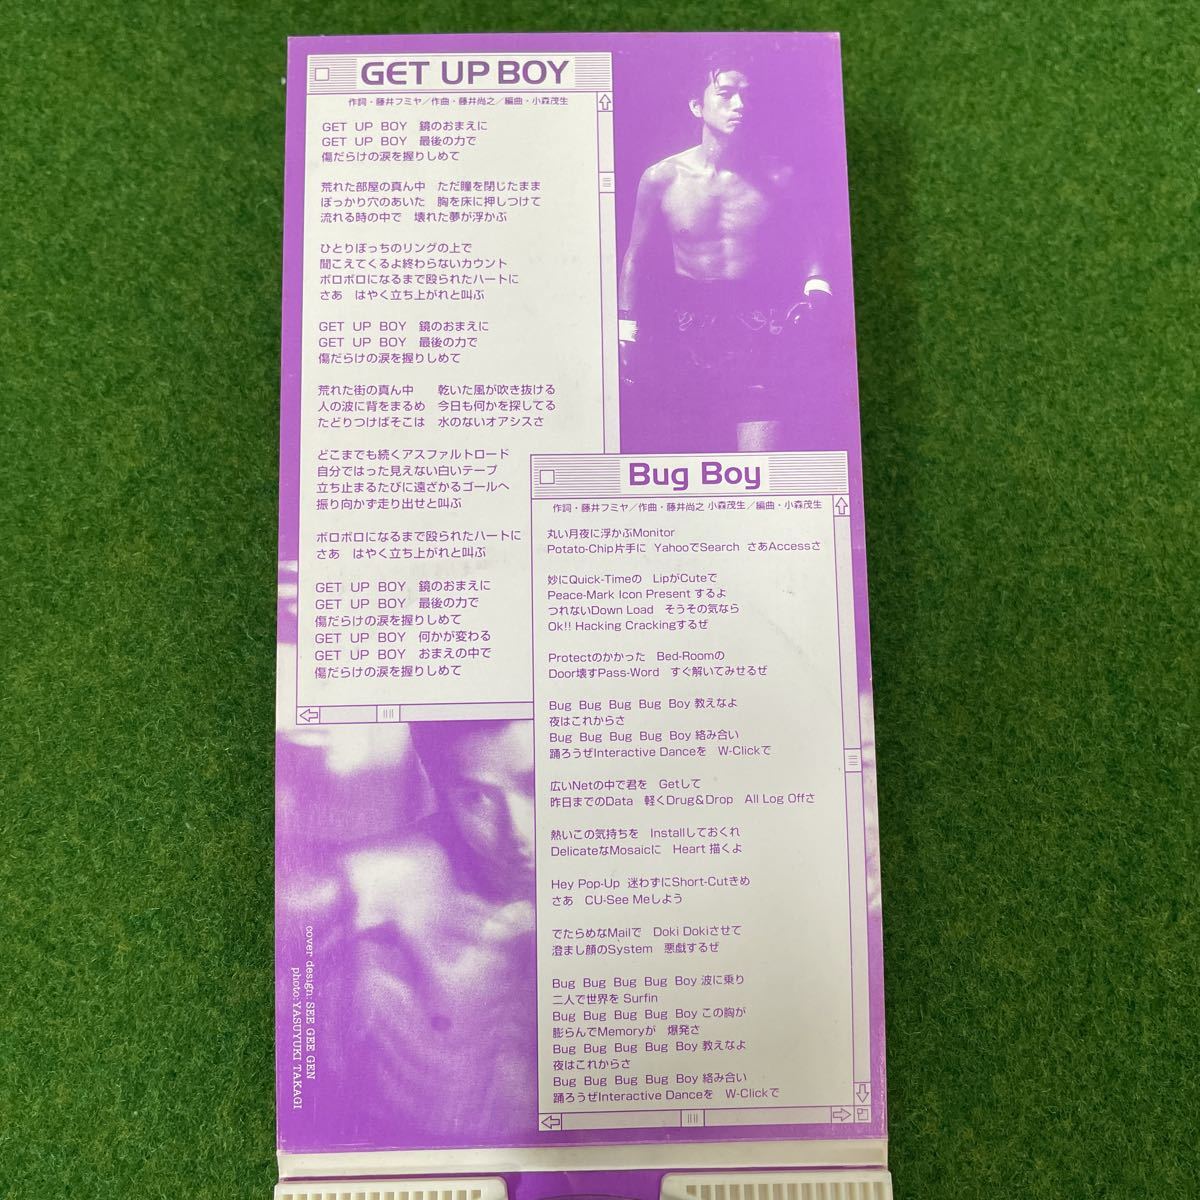 GET UP BOY
作詞・藤井フミヤ／作曲・藤井尚之／編曲・小森茂生
GET UP BOY 鏡のおまえに
GET UP BOY 最後の力で
傷だらけの涙を握りしめて
荒れた部屋の真ん中 ただ瞳を閉じたまま
ぽっかり穴のあいた 胸を床に押しつけて
流れる時の中で 壊れた夢が浮かぶ
ひとりぼっちのリングの上で
聞こえてくるよ終わらないカウント
ボロボロになるまで殴られたハートに
さあ はやく立ち上がれと叫ぶ
GET UP BOY 鏡のおまえに
GET UP BOY 最後の力で
傷だらけの涙を握りしめて
荒れた街の真ん中 乾いた風が吹き抜ける
人の波に背をまるめ 今日も何かを探してる
たどりつけばそこは 水のないオアシスさ
どこまでも続くアスファルトロード
自分ではった見えない白いテープ
立ち止まるたびに遠ざかるゴールへ
振り向かず走り出せと叫ぶ
ボロボロになるまで殴られたハートに
さあ はやく立ち上がれと叫ぶ
GET UP BOY 鏡のおまえに
GET UP BOY 最後の力で
傷だらけの涙を握りしめて
GET UP BOY 何かが変わる
GET UP BOY おまえの中で
傷だらけの涙を握りしめて
Bug Boy
作詞・藤井フミヤ／作曲・藤井尚之 小森茂生／編曲・小森茂生
丸い月夜に浮かぶMonitor
Potato-Chip片手に YahooでSearch さあAccessさ
妙にQuick-Timeの LipがCuteで
Peace-Mark Icon Present するよ
つれないDown Load そうその気なら
Ok!! Hacking Crackingするぜ
Protectのかかった Bed-Roomの
Door壊すPass-Word すぐ解いてみせるぜ
Bug Bug Bug Bug Boy 教えなよ
夜はこれからさ
Bug Bug Bug Bug Boy 絡み合い
踊ろうぜInteractive Danceを W-Clickで
広いNetの中で君を Getして
昨日までのData 軽くDrug&Drop All Log Offさ
熱いこの気持ちを Installしておくれ
DelicateなMosaicに Heart 描くよ
Hey Pop-Up 迷わずにShort-Cutきめ
さあ CU-See Meしよう
でたらめなMailで Doki Dokiさせて
澄まし顔のSystem 悪戯するぜ
Bug Bug Bug Bug Boy 波に乗り
二人で世界を Surfin
Bug Bug Bug Bug Boy この胸が
膨らんでMemoryが 爆発さ
Bug Bug Bug Bug Boy 教えなよ
夜はこれからさ
Bug Bug Bug Bug Boy 絡み合い
踊ろうぜInteractive Danceを W-Clickで
cover design: SEE GEE GEN
photo: YASUYUKI TAKAGI